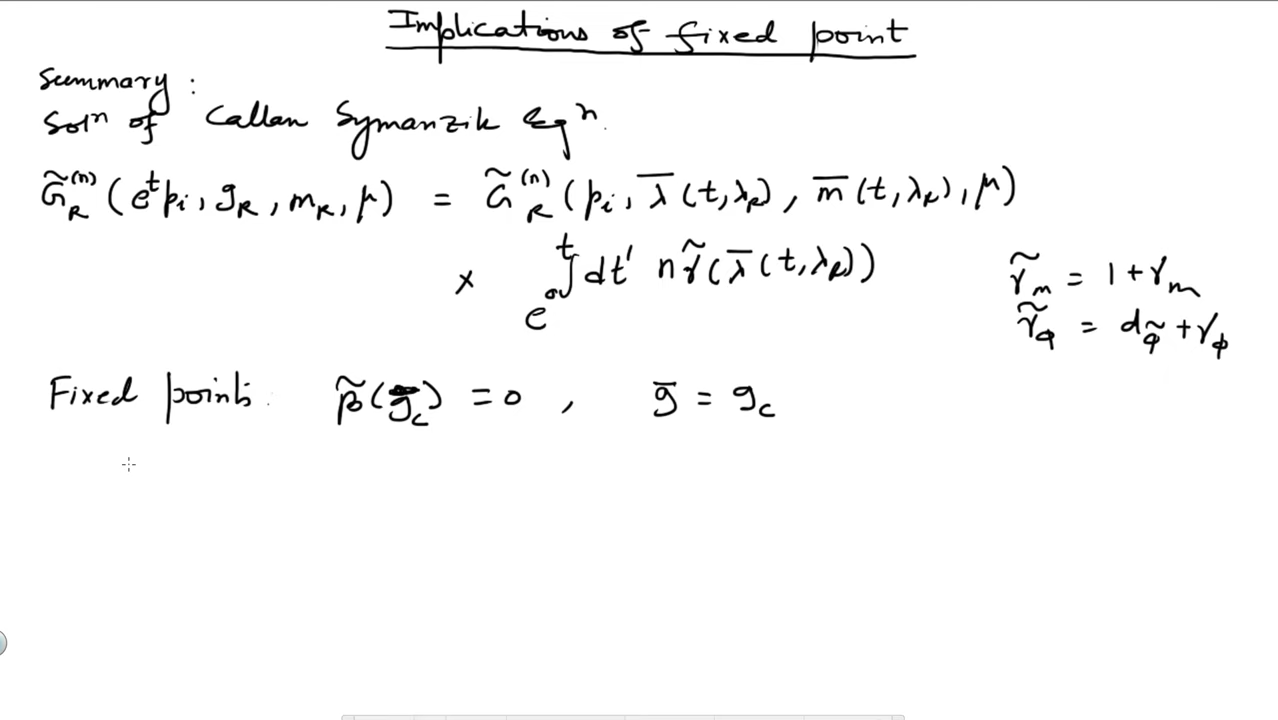 Implications of fixed point
Summary :
Solⁿ of Callan Symanzik Eqⁿ.
G̃_R^(n) (e^t p_i, g_R, m_R, μ) = G̃_R^(n) (p_i, λ̄(t, λ_R), m̄(t, λ_R), μ)
× e^{∫_0^t dt' n γ̃(λ̄(t, λ_R))}
γ̃_m = 1 + γ_m
γ̃_φ = d_φ̃ + γ_φ
Fixed points. β̃(g_c) = 0 , ḡ = g_c